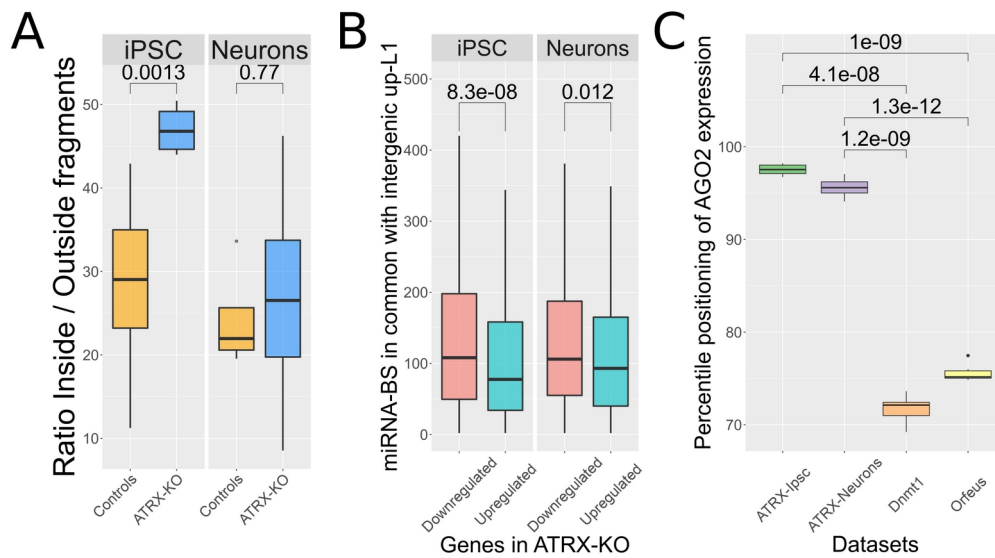 A
iPSC
Neurons
0.0013
0.77
Ratio Inside / Outside fragments
50
40
30
20
10
Controls
ATRX-KO
Controls
ATRX-KO
B
iPSC
Neurons
8.3e-08
0.012
miRNA-BS in common with intergenic up-L1
500
400
300
200
100
0
Downregulated
Upregulated
Downregulated
Upregulated
Genes in ATRX-KO
C
1e-09
4.1e-08
1.3e-12
1.2e-09
Percentile positioning of AGO2 expression
100
90
80
70
ATRX-Ipsc
ATRX-Neurons
Dnmt1
Orfeus
Datasets